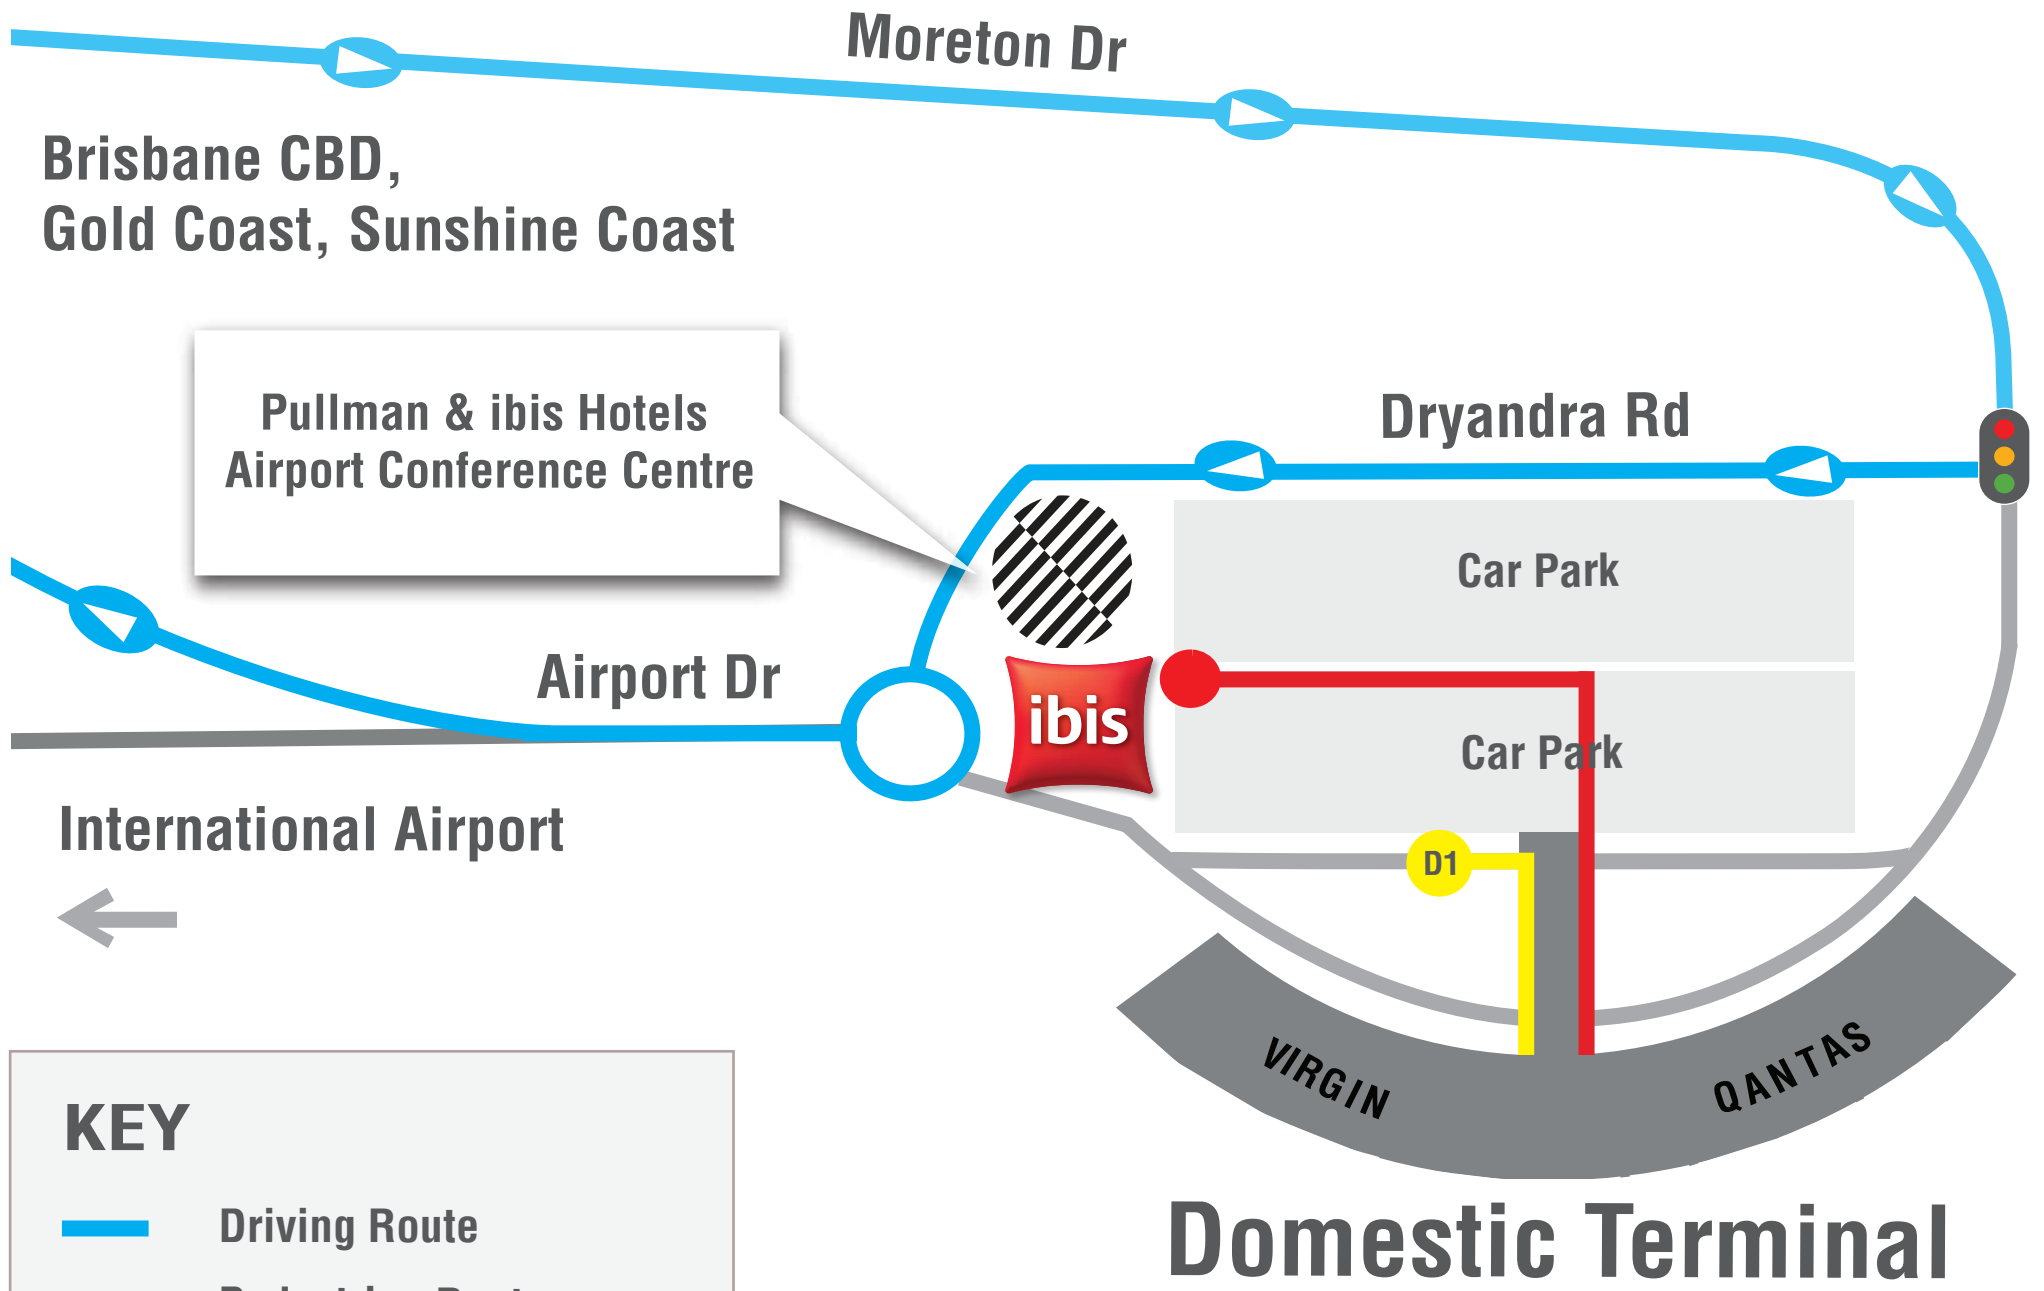 Moreton Dr
Brisbane CBD,
Gold Coast, Sunshine Coast
Pullman & ibis Hotels
Airport Conference Centre
Dryandra Rd
Car Park
Airport Dr
ibis
Car Park
International Airport
D1
VIRGIN
QANTAS
KEY
Driving Route
Domestic Terminal